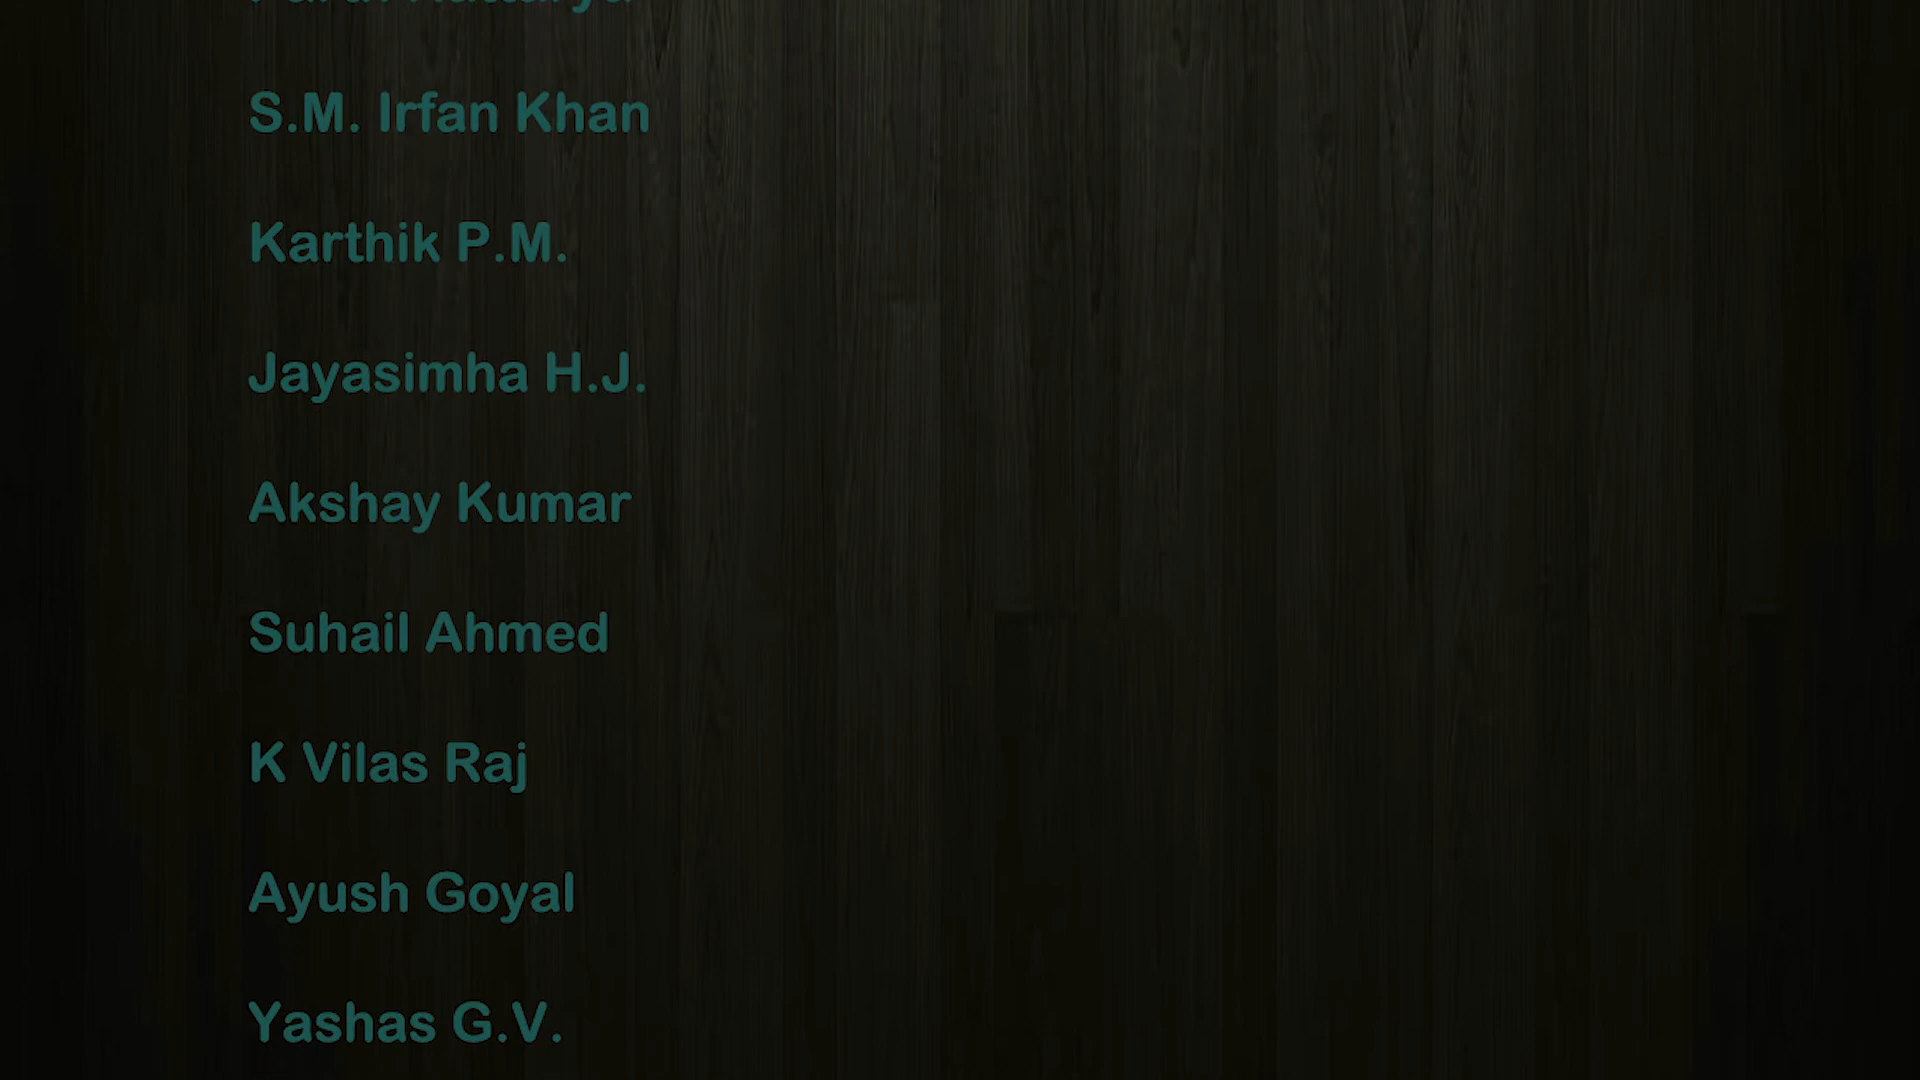 S.M. Irfan Khan
Karthik P.M.
Jayasimha H.J.
Akshay Kumar
Suhail Ahmed
K Vilas Raj
Ayush Goyal
Yashas G.V.